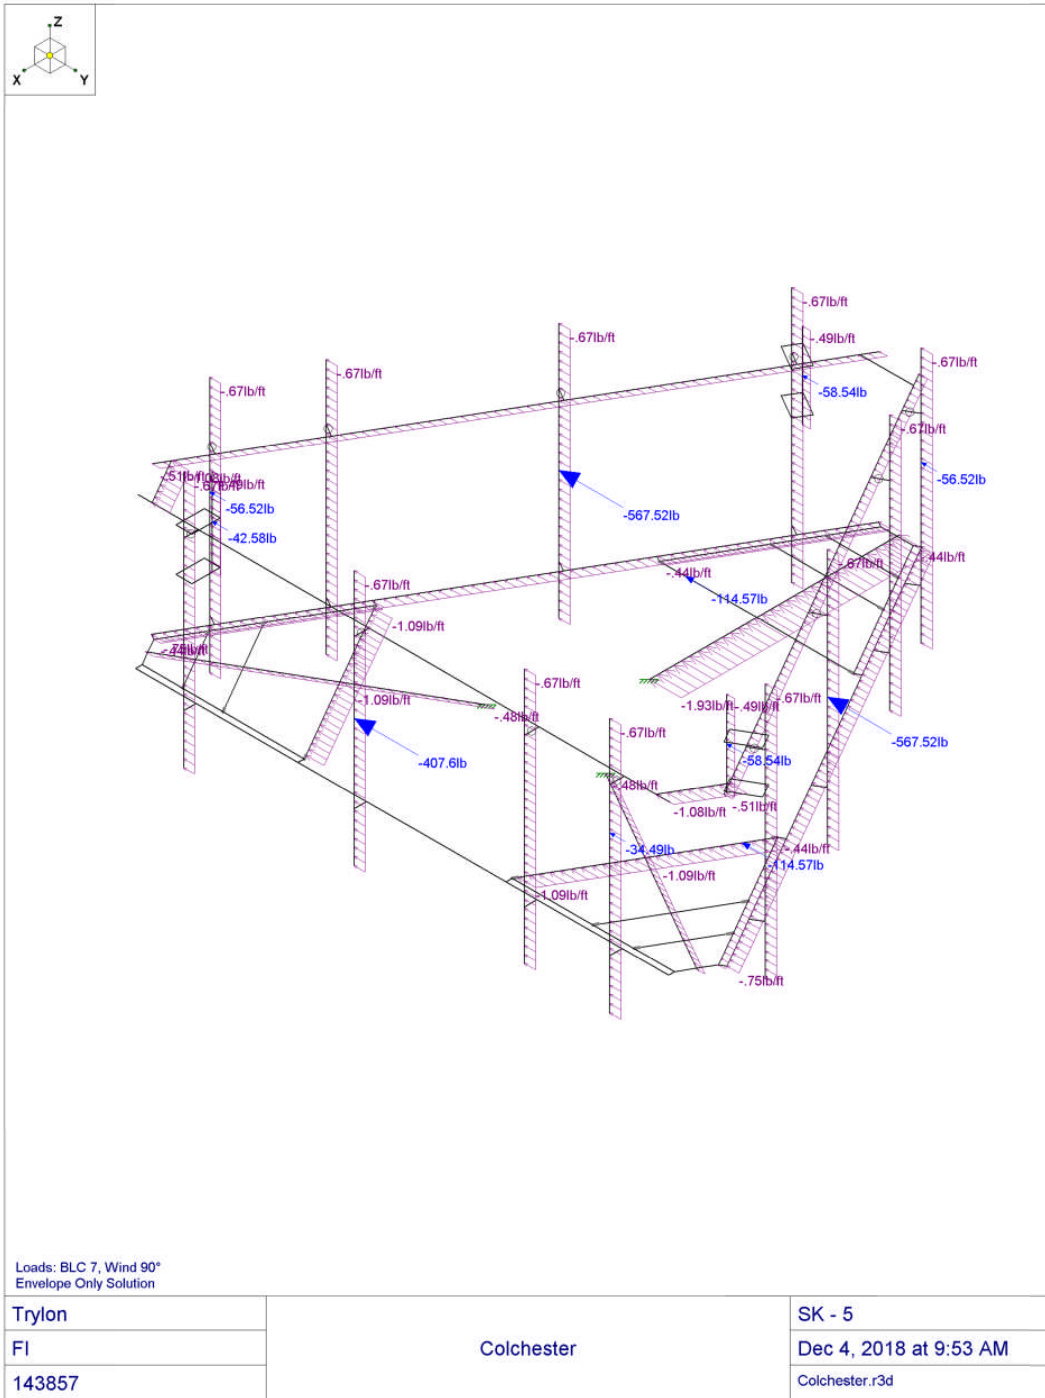 Z
X
Y
-.67lb/ft
-.67lb/ft
-.49lb/ft
-.67lb/ft
-.67lb/ft
-.67lb/ft
-58.54lb
-.67lb/ft
-56.52lb
-56.52lb
-567.52lb
-42.58lb
-.44lb/ft
-.67lb/ft
.44lb/ft
-.67lb/ft
-114.57lb
-1.09lb/ft
-.67lb/ft
-1.09lb/ft
-1.93lb/ft
-.49lb/ft
-.67lb/ft
-.48lb/ft
-.67lb/ft
-567.52lb
-407.6lb
-58.54lb
-.48lb/ft
-1.08lb/ft
-.51lb/ft
-34.49lb
-.44lb/ft
-114.57lb
-1.09lb/ft
-1.09lb/ft
-.75lb/ft
Loads: BLC 7, Wind 90°
Envelope Only Solution
Trylon
FI
143857
Colchester
SK - 5
Dec 4, 2018 at 9:53 AM
Colchester.r3d